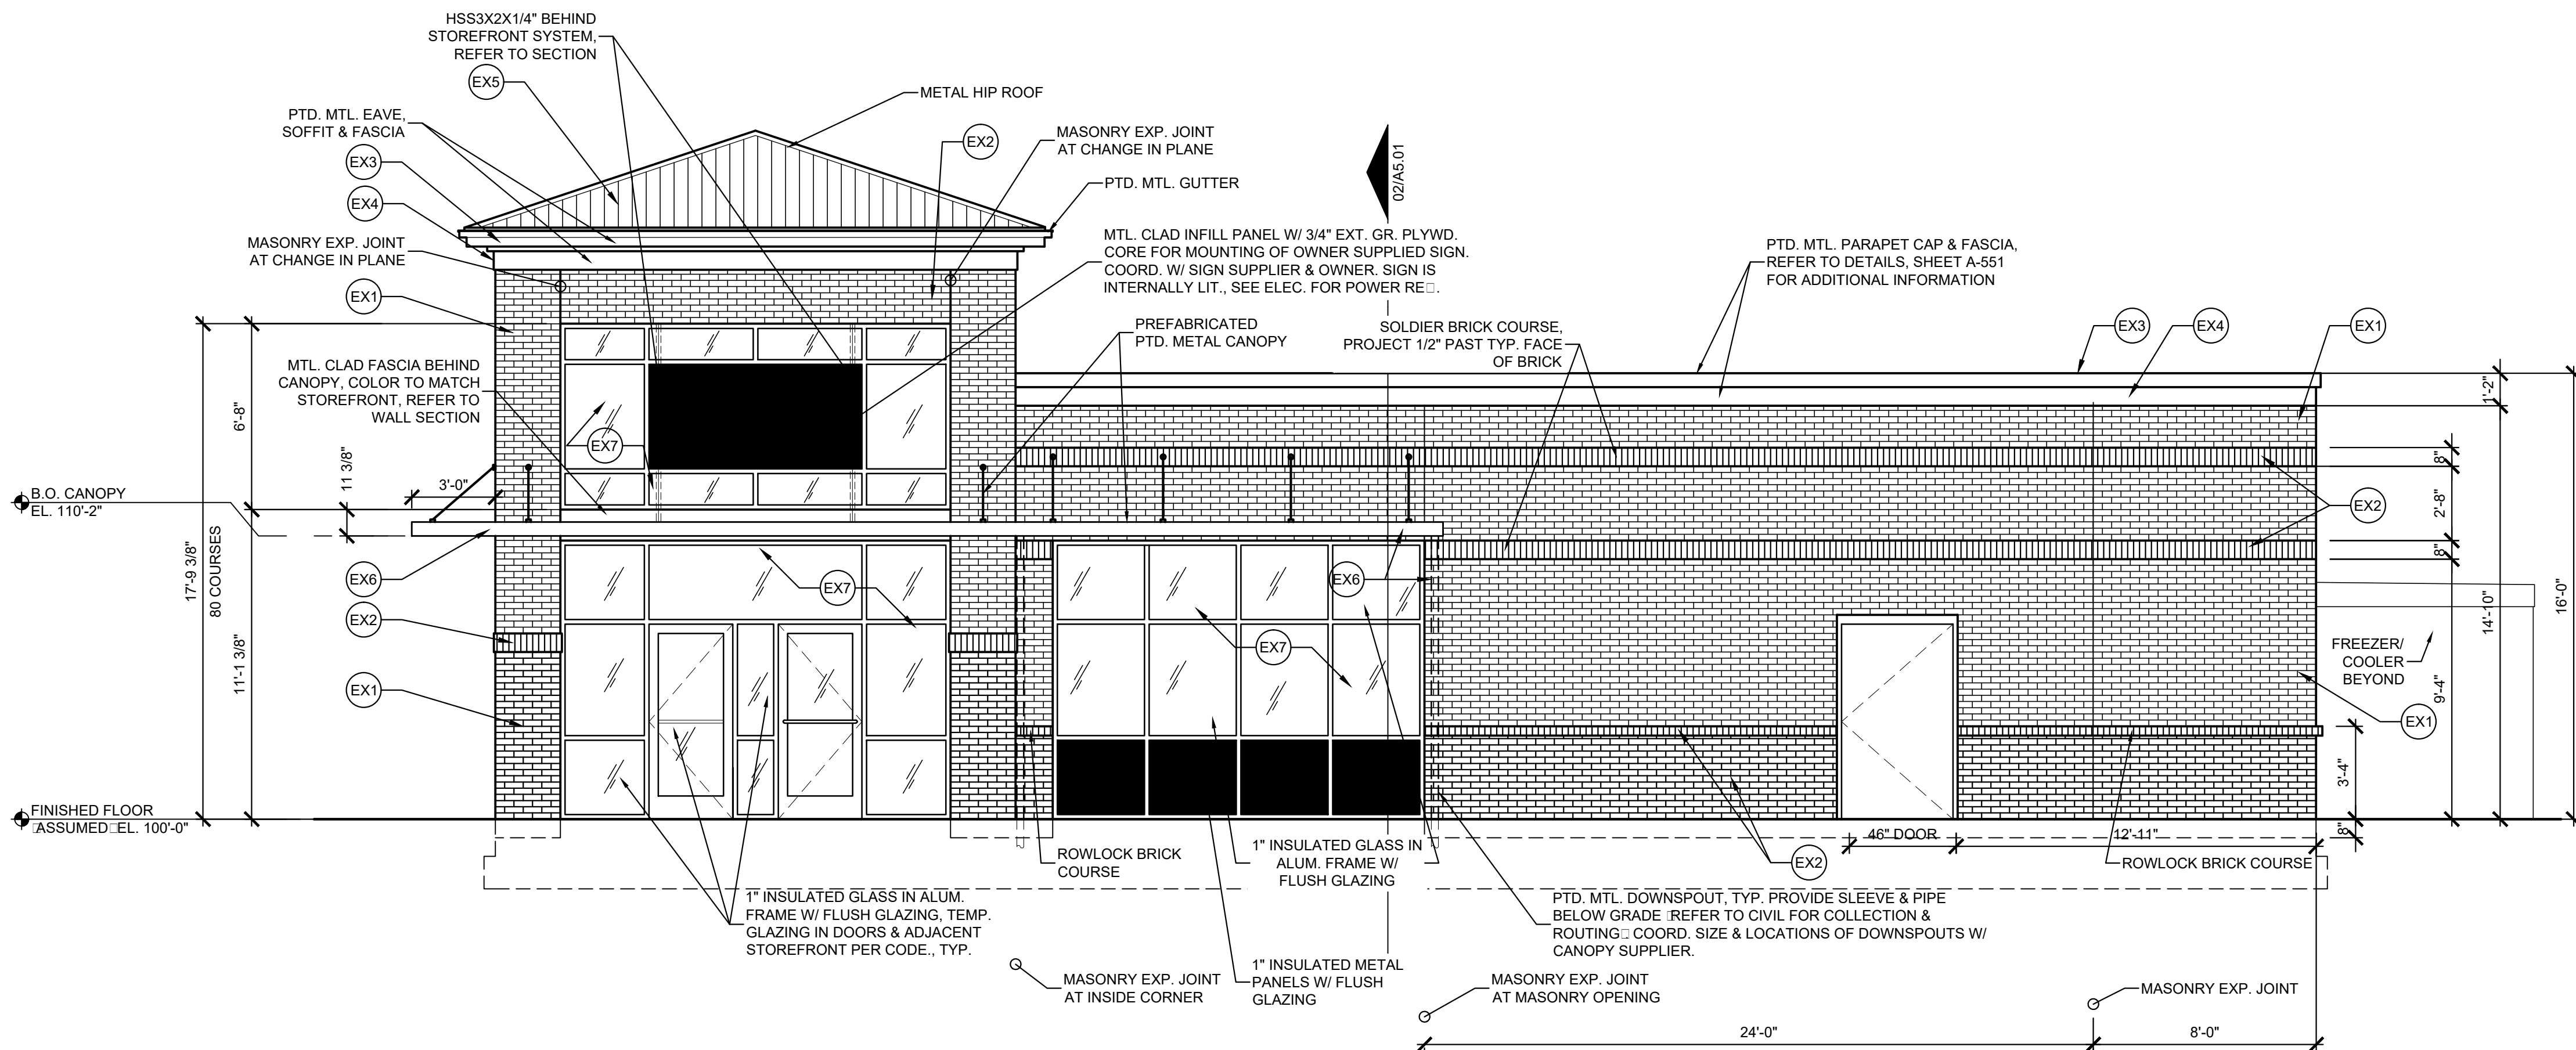 HSS3X2X1/4" BEHIND
STOREFRONT SYSTEM,
REFER TO SECTION
EX5
METAL HIP ROOF
PTD. MTL. EAVE,
SOFFIT & FASCIA
EX3
EX2
MASONRY EXP. JOINT
AT CHANGE IN PLANE
02/A5.01
EX4
PTD. MTL. GUTTER
MASONRY EXP. JOINT
AT CHANGE IN PLANE
MTL. CLAD INFILL PANEL W/ 3/4" EXT. GR. PLYWD.
CORE FOR MOUNTING OF OWNER SUPPLIED SIGN.
COORD. W/ SIGN SUPPLIER & OWNER. SIGN IS
INTERNALLY LIT., SEE ELEC. FOR POWER RE□.
PTD. MTL. PARAPET CAP & FASCIA,
REFER TO DETAILS, SHEET A-551
FOR ADDITIONAL INFORMATION
EX1
PREFABRICATED
PTD. METAL CANOPY
SOLDIER BRICK COURSE,
PROJECT 1/2" PAST TYP. FACE
OF BRICK
EX3
EX4
EX1
MTL. CLAD FASCIA BEHIND
CANOPY, COLOR TO MATCH
STOREFRONT, REFER TO
WALL SECTION
6'-8"
1'-2"
EX7
11 3/8"
3'-0"
8"
2'-8"
8"
EX2
B.O. CANOPY
EL. 110'-2"
17'-9 3/8"
80 COURSES
11'-1 3/8"
EX6
EX7
EX6
EX2
EX7
EX1
16'-0"
14'-10"
9'-4"
FREEZER/
COOLER
BEYOND
EX1
3'-4"
FINISHED FLOOR
□ASSUMED□EL. 100'-0"
8"
46" DOOR
12'-11"
ROWLOCK BRICK
COURSE
1" INSULATED GLASS IN
ALUM. FRAME W/
FLUSH GLAZING
EX2
ROWLOCK BRICK COURSE
1" INSULATED GLASS IN ALUM.
FRAME W/ FLUSH GLAZING, TEMP.
GLAZING IN DOORS & ADJACENT
STOREFRONT PER CODE., TYP.
PTD. MTL. DOWNSPOUT, TYP. PROVIDE SLEEVE & PIPE
BELOW GRADE □REFER TO CIVIL FOR COLLECTION &
ROUTING□ COORD. SIZE & LOCATIONS OF DOWNSPOUTS W/
CANOPY SUPPLIER.
MASONRY EXP. JOINT
AT INSIDE CORNER
1" INSULATED METAL
PANELS W/ FLUSH
GLAZING
MASONRY EXP. JOINT
AT MASONRY OPENING
MASONRY EXP. JOINT
24'-0"
8'-0"